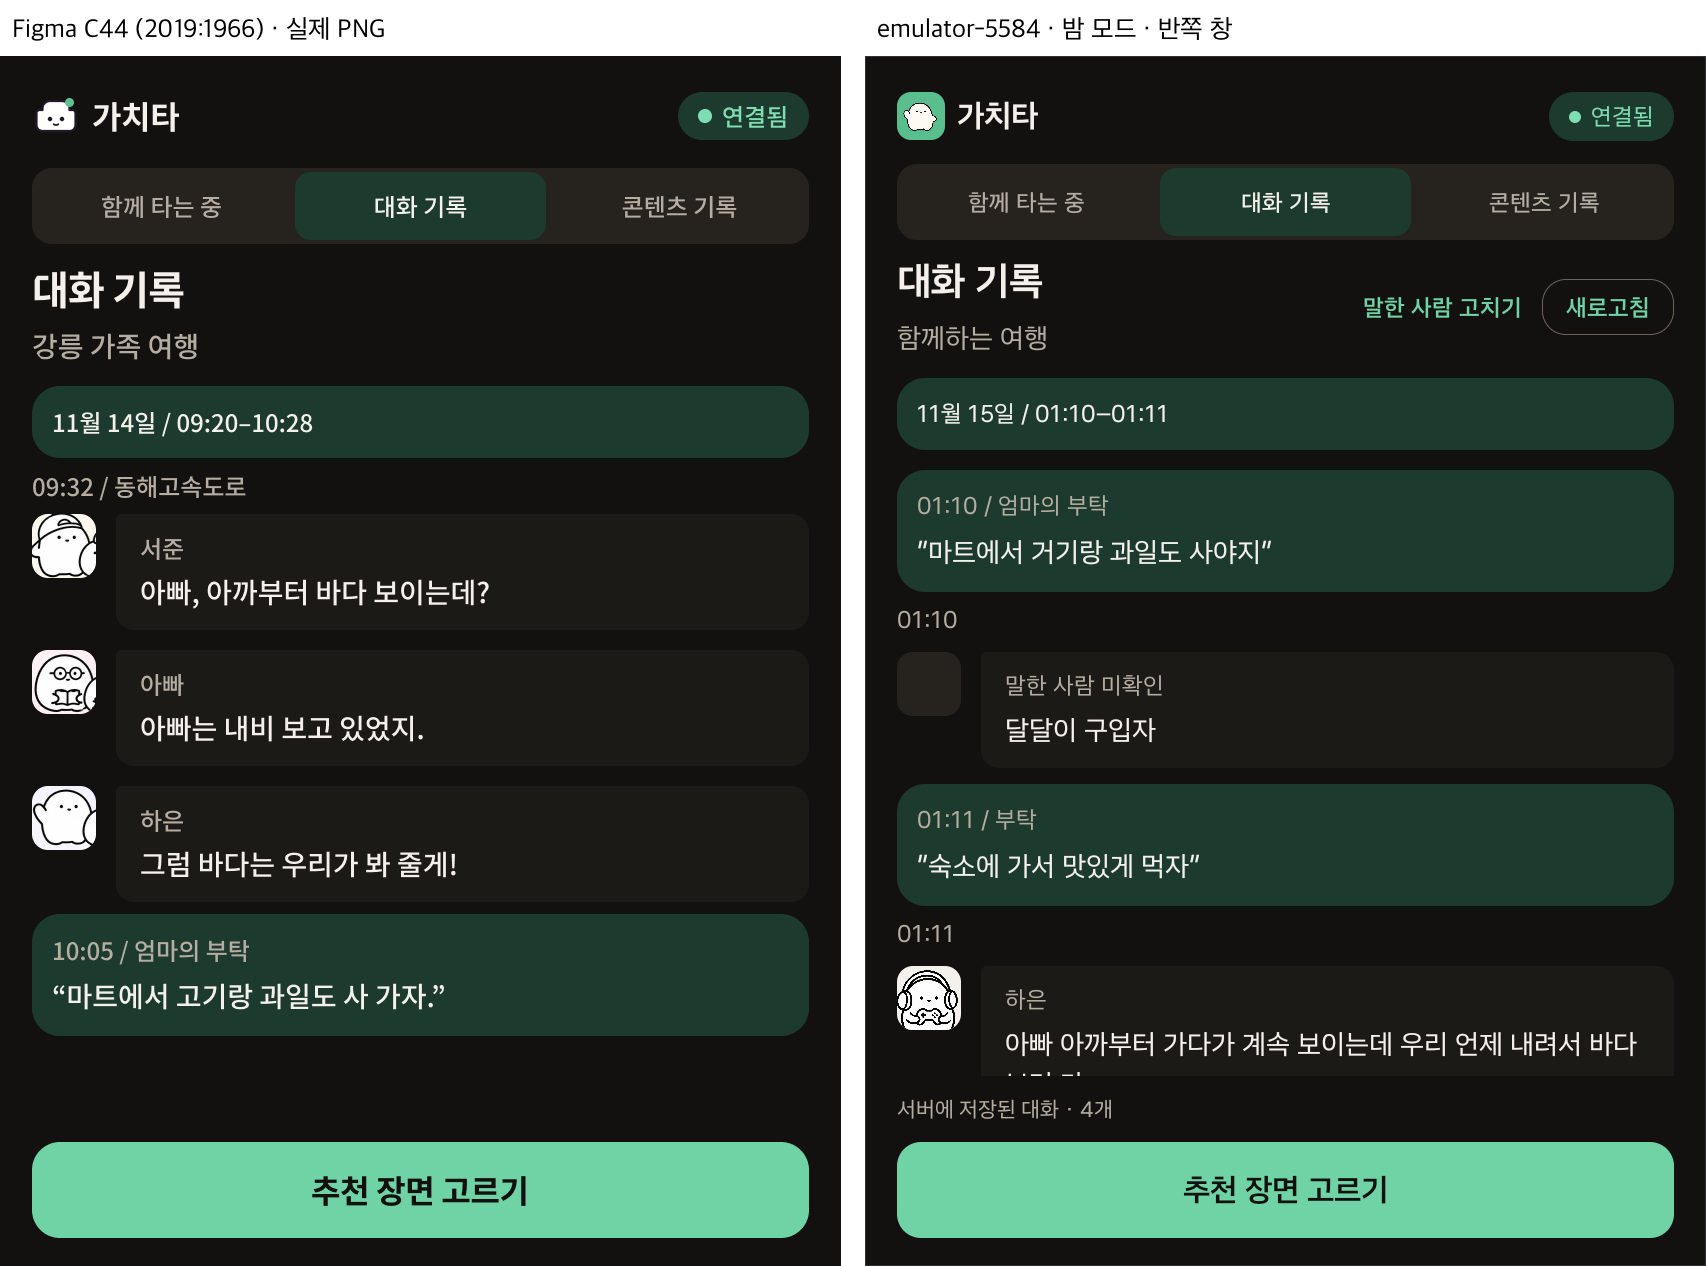 Figma C44 (2019:1966) · 실제 PNG
가치타
연결됨
함께 타는 중
대화 기록
콘텐츠 기록
대화 기록
강릉 가족 여행
11월 14일 / 09:20–10:28
09:32 / 동해고속도로
서준
아빠, 아까부터 바다 보이는데?
아빠
아빠는 내비 보고 있었지.
하은
그럼 바다는 우리가 봐 줄게!
10:05 / 엄마의 부탁
“마트에서 고기랑 과일도 사 가자.”
추천 장면 고르기
emulator-5584 · 밤 모드 · 반쪽 창
가치타
연결됨
함께 타는 중
대화 기록
콘텐츠 기록
대화 기록
말한 사람 고치기
새로고침
함께하는 여행
11월 15일 / 01:10–01:11
01:10 / 엄마의 부탁
"마트에서 거기랑 과일도 사야지"
01:10
말한 사람 미확인
달달이 구입자
01:11 / 부탁
"숙소에 가서 맛있게 먹자"
01:11
하은
아빠 아까부터 가다가 계속 보이는데 우리 언제 내려서 바다
서버에 저장된 대화 · 4개
추천 장면 고르기